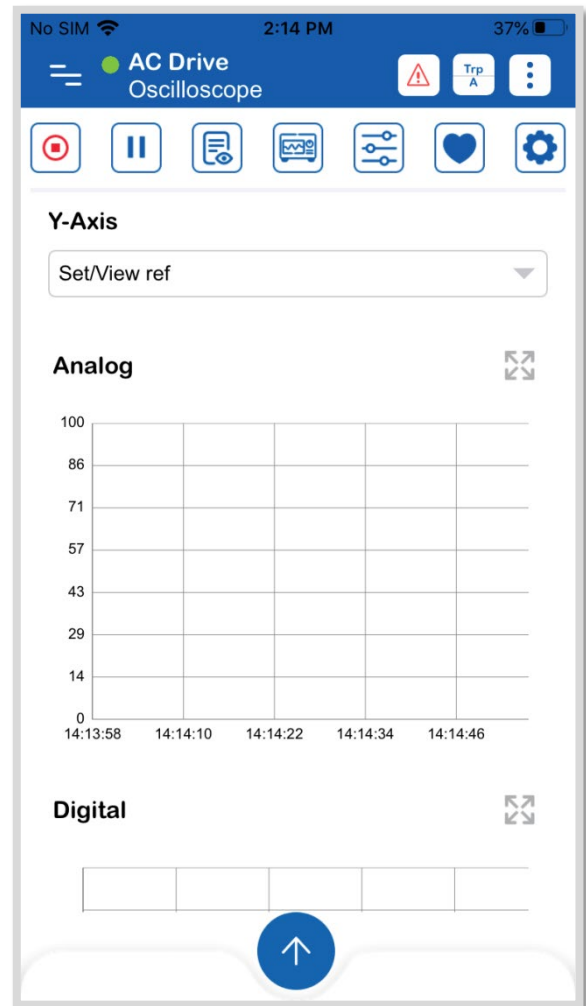 No SIM 2:14 PM 37%
AC Drive
Oscilloscope
Trp
A
Y-Axis
Set/View ref
Analog
100
86
71
57
43
29
14
0
14:13:58 14:14:10 14:14:22 14:14:34 14:14:46
Digital